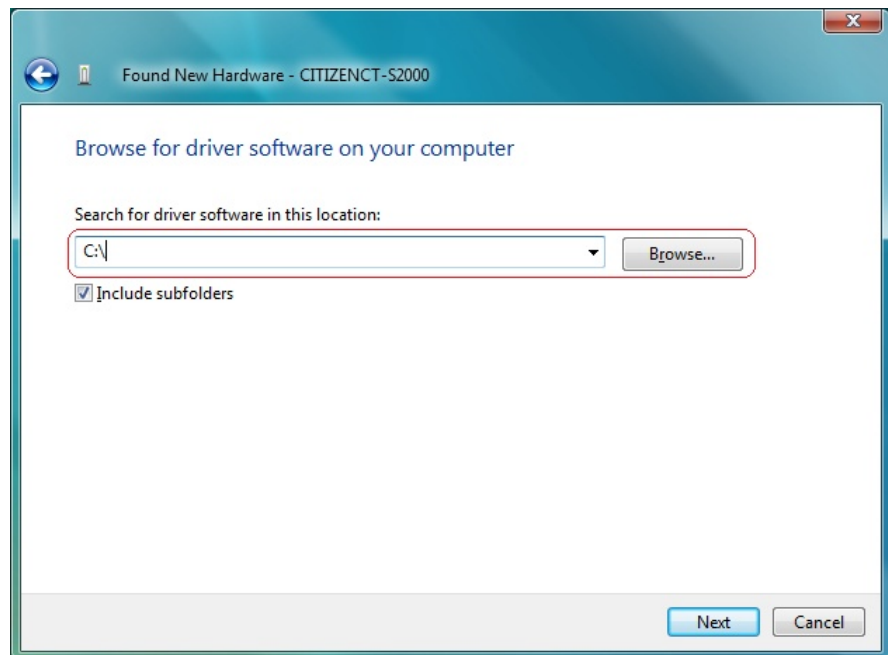 Found New Hardware - CITIZENCT-S2000
Browse for driver software on your computer
Search for driver software in this location:
C:\
Browse...
Include subfolders
Next
Cancel